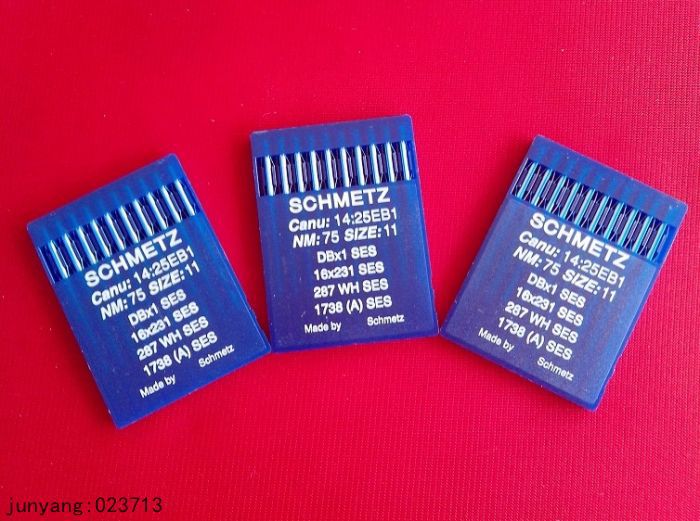 SCHMETZ
Canu: 14:25EB1
NM: 75 SIZE: 11
DBx1 SES
16x231 SES
287 WH SES
1738 (A) SES
Made by Schmetz
SCHMETZ
Canu: 14:25EB1
NM: 75 SIZE: 11
DBx1 SES
16x231 SES
287 WH SES
1738 (A) SES
Made by Schmetz
SCHMETZ
Canu: 14:25EB1
NM: 75 SIZE: 11
DBx1 SES
16x231 SES
287 WH SES
1738 (A) SES
Made by Schmetz
junyang:023713